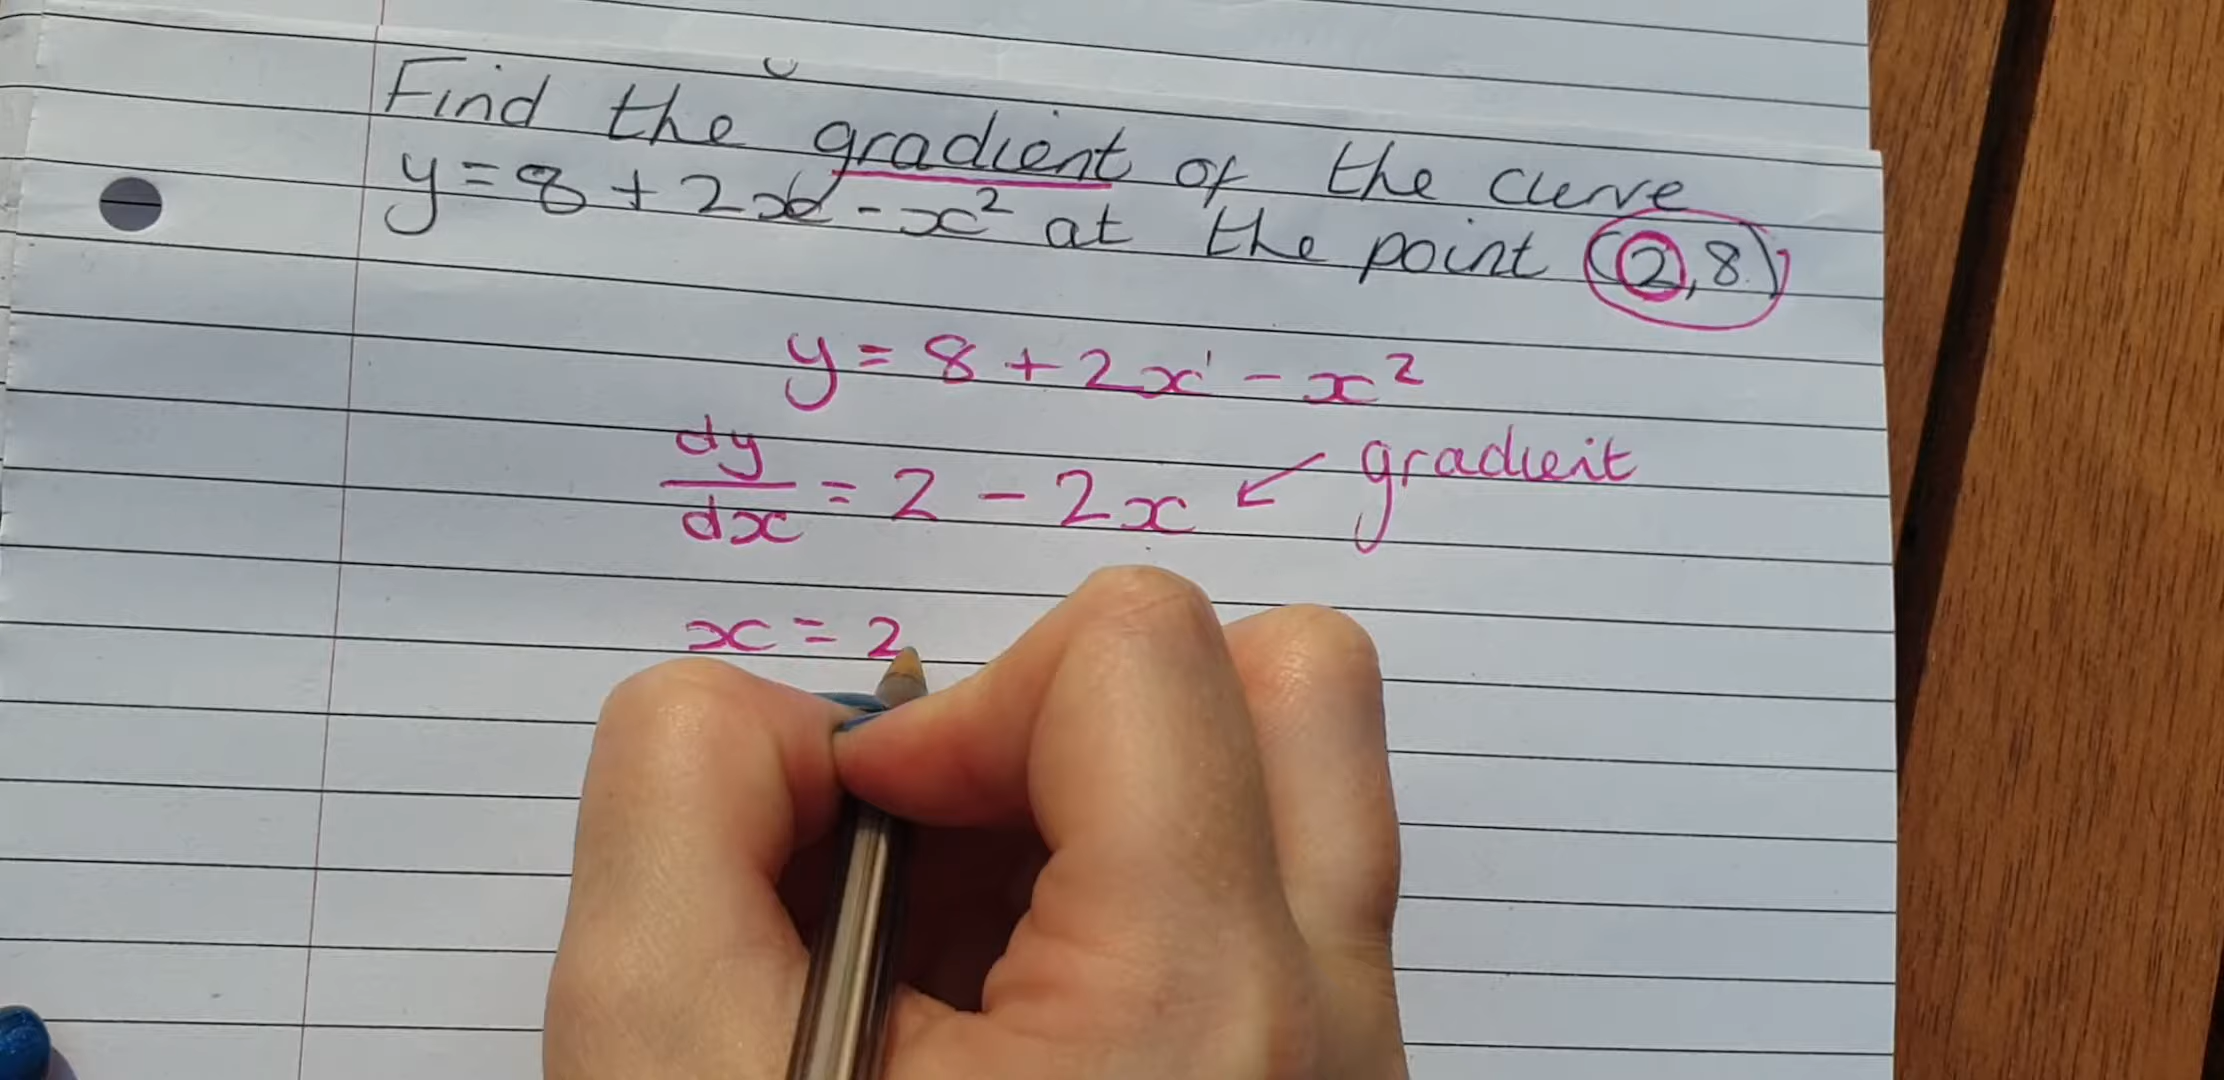 Find the gradient of the curve
y = 8 + 2x - x² at the point (2, 8)
y = 8 + 2x¹ - x²
dy/dx = 2 - 2x ↙ gradient
x = 2